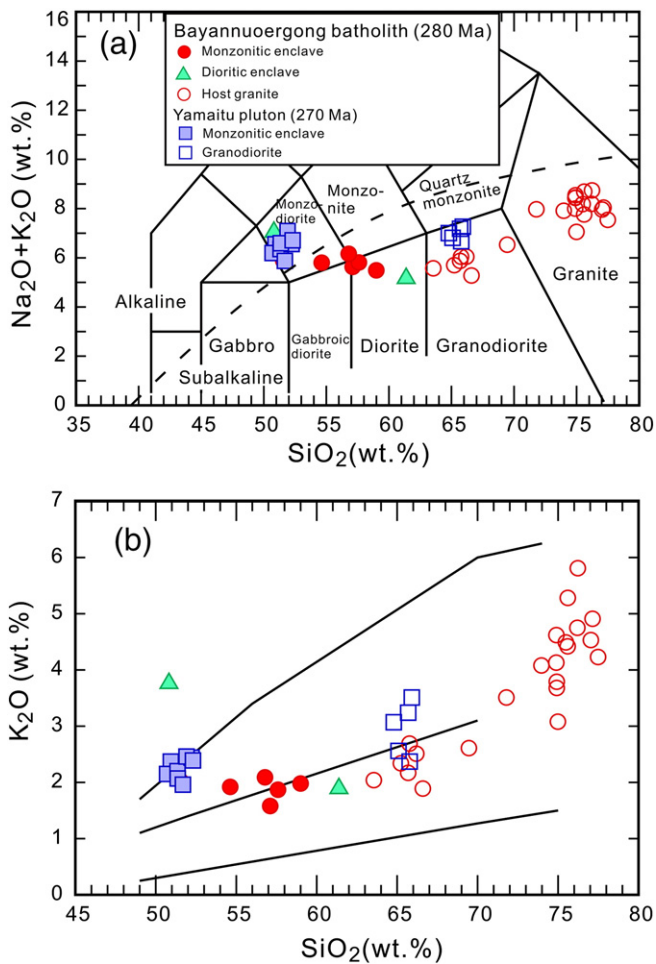 (a)
Bayannuoergong batholith (280 Ma)
Monzonitic enclave
Dioritic enclave
Host granite
Yamaitu pluton (270 Ma)
Monzonitic enclave
Granodiorite
16
14
12
10
8
6
4
2
0
Na2O+K2O (wt.%)
Monzo-
diorite
Monzo-
nite
Quartz
monzonite
Alkaline
Gabbro
Subalkaline
Gabbroic
diorite
Diorite
Granodiorite
Granite
35 40 45 50 55 60 65 70 75 80
SiO2(wt.%)
(b)
7
6
5
4
3
2
1
0
K2O (wt.%)
45 50 55 60 65 70 75 80
SiO2(wt.%)